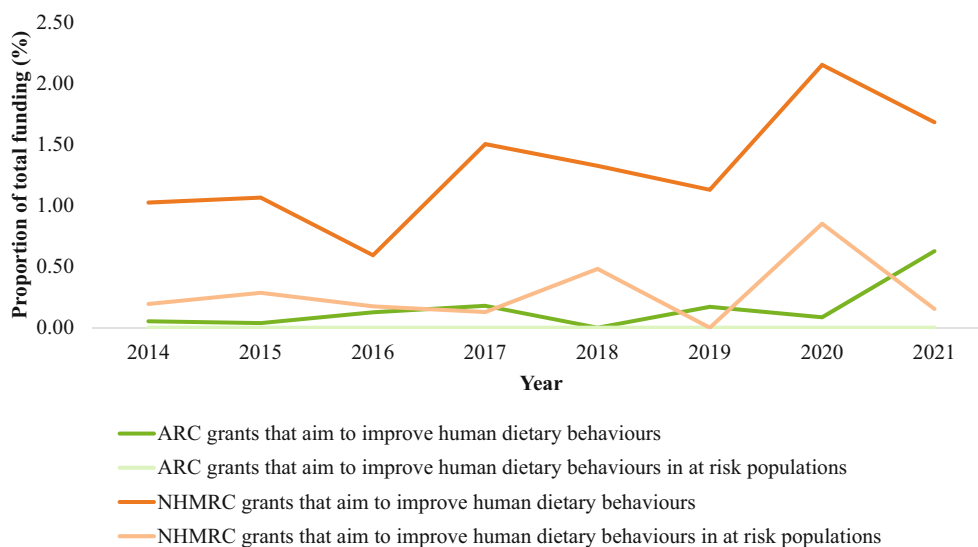 2.50
2.00
1.50
1.00
0.50
0.00
Proportion of total funding (%)
2014 2015 2016 2017 2018 2019 2020 2021
Year
ARC grants that aim to improve human dietary behaviours
ARC grants that aim to improve human dietary behaviours in at risk populations
NHMRC grants that aim to improve human dietary behaviours
NHMRC grants that aim to improve human dietary behaviours in at risk populations